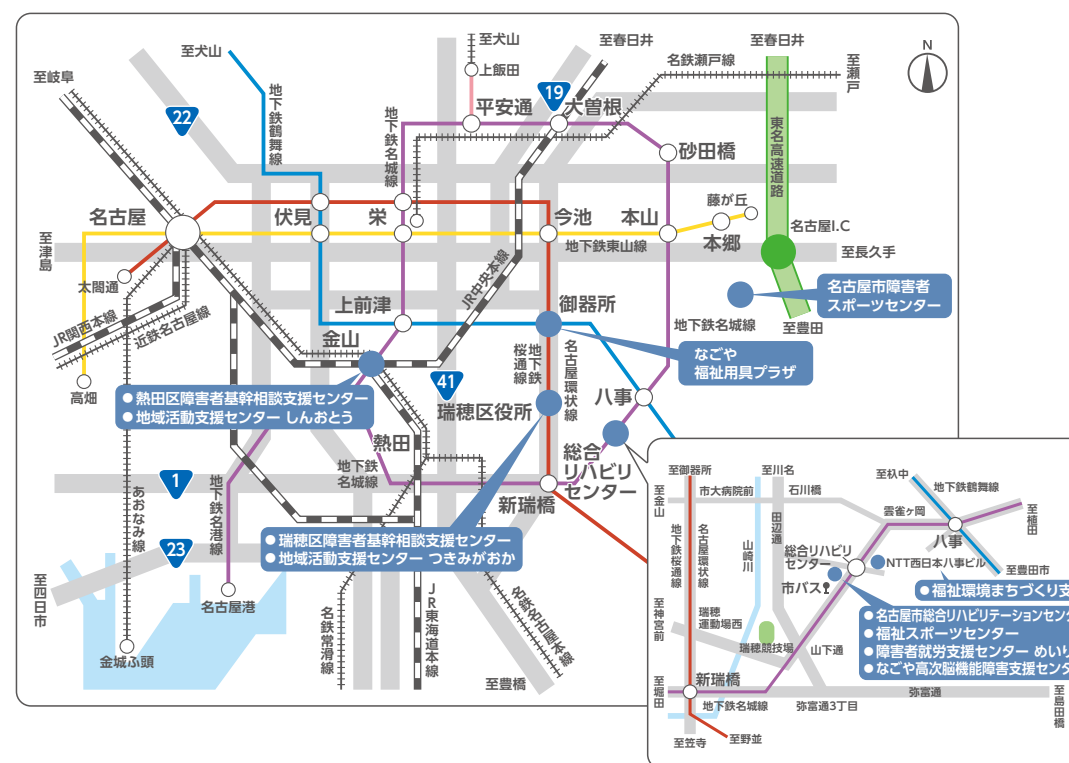 至犬山
至犬山
至春日井
至春日井
N
至岐阜
上飯田
名鉄瀬戸線
至瀬戸
地下鉄鶴舞線
22
地下鉄名城線
平安通
19
大曽根
砂田橋
東名高速道路
名古屋
伏見
栄
今池
本山
藤が丘
本郷
名古屋I.C
至津島
地下鉄東山線
至長久手
太閤通
JR中央本線
名古屋市障害者
スポーツセンター
上前津
御器所
地下鉄名城線
至豊田
JR関西本線
近鉄名古屋線
金山
地下鉄
桜通線
名古屋環状線
なごや
福祉用具プラザ
高畑
41
八事
●熱田区障害者基幹相談支援センター
●地域活動支援センター しんおとう
瑞穂区役所
熱田
総合
リハビリ
センター
地下鉄
名城線
新瑞橋
1
あおなみ線
地下鉄名港線
●瑞穂区障害者基幹相談支援センター
●地域活動支援センター つきみがおか
23
至四日市
名古屋港
名鉄常滑線
JR東海道本線
名鉄名古屋本線
金城ふ頭
至豊橋
至御器所
至川名
至杁中
至金山
市大病院前
石川橋
地下鉄鶴舞線
地下鉄桜通線
名古屋環状線
田辺通
雲雀ヶ岡
至植田
山崎川
八事
総合リハビリ
センター
NTT西日本八事ビル
至豊田市
市バス
●福祉環境まちづくり支
至神宮前
瑞穂
運動場西
●名古屋市総合リハビリテーションセンタ
●福祉スポーツセンター
●障害者就労支援センター めいり
●なごや高次脳機能障害支援センタ
瑞穂競技場
山下通
新瑞橋
至堀田
地下鉄名城線
弥富通3丁目
弥富通
至島田橋
至笠寺
至野並